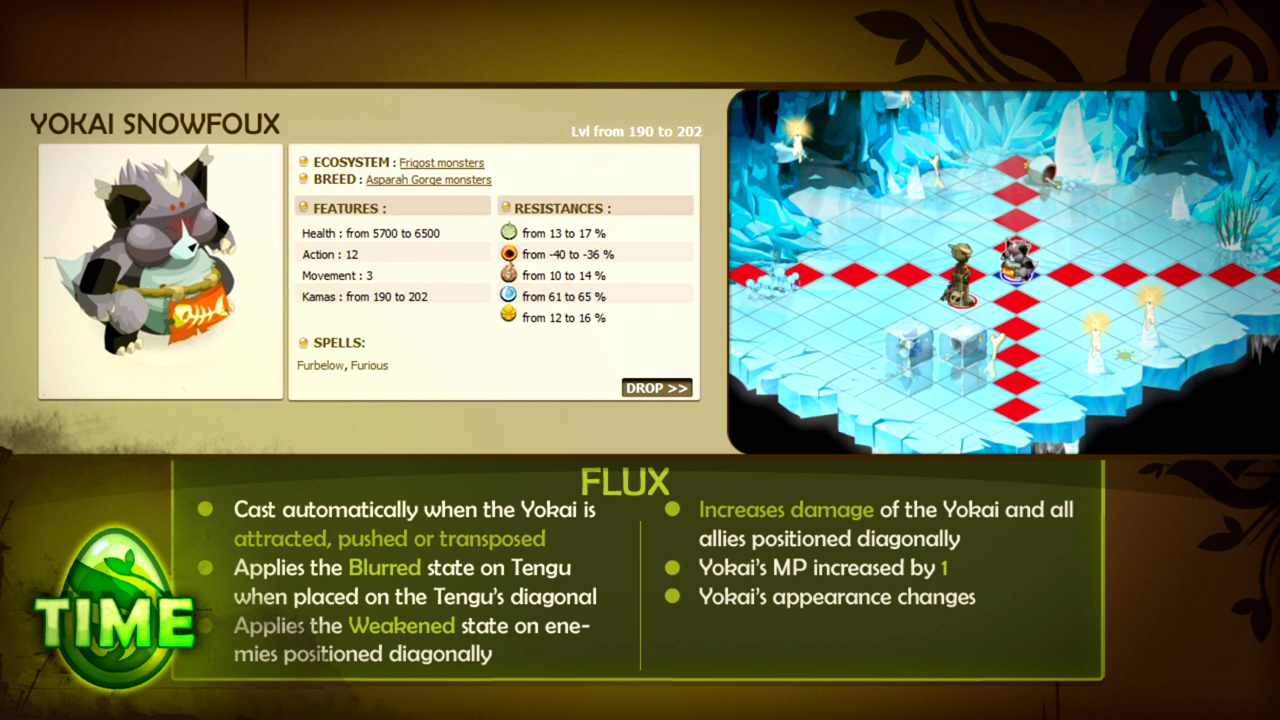 YOKAI SNOWFOUX
Lvl from 190 to 202
ECOSYSTEM : Frigost monsters
BREED : Asparah Gorge monsters
FEATURES :
Health : from 5700 to 6500
Action : 12
Movement : 3
Kamas : from 190 to 202
RESISTANCES :
from 13 to 17 %
from -40 to -36 %
from 10 to 14 %
from 61 to 65 %
from 12 to 16 %
SPELLS:
Furbelow, Furious
DROP >>
FLUX
Cast automatically when the Yokai is
attracted, pushed or transposed
Applies the Blurred state on Tengu
when placed on the Tengu's diagonal
Applies the Weakened state on ene-
mies positioned diagonally
Increases damage of the Yokai and all
allies positioned diagonally
Yokai's MP increased by 1
Yokai's appearance changes
TIME